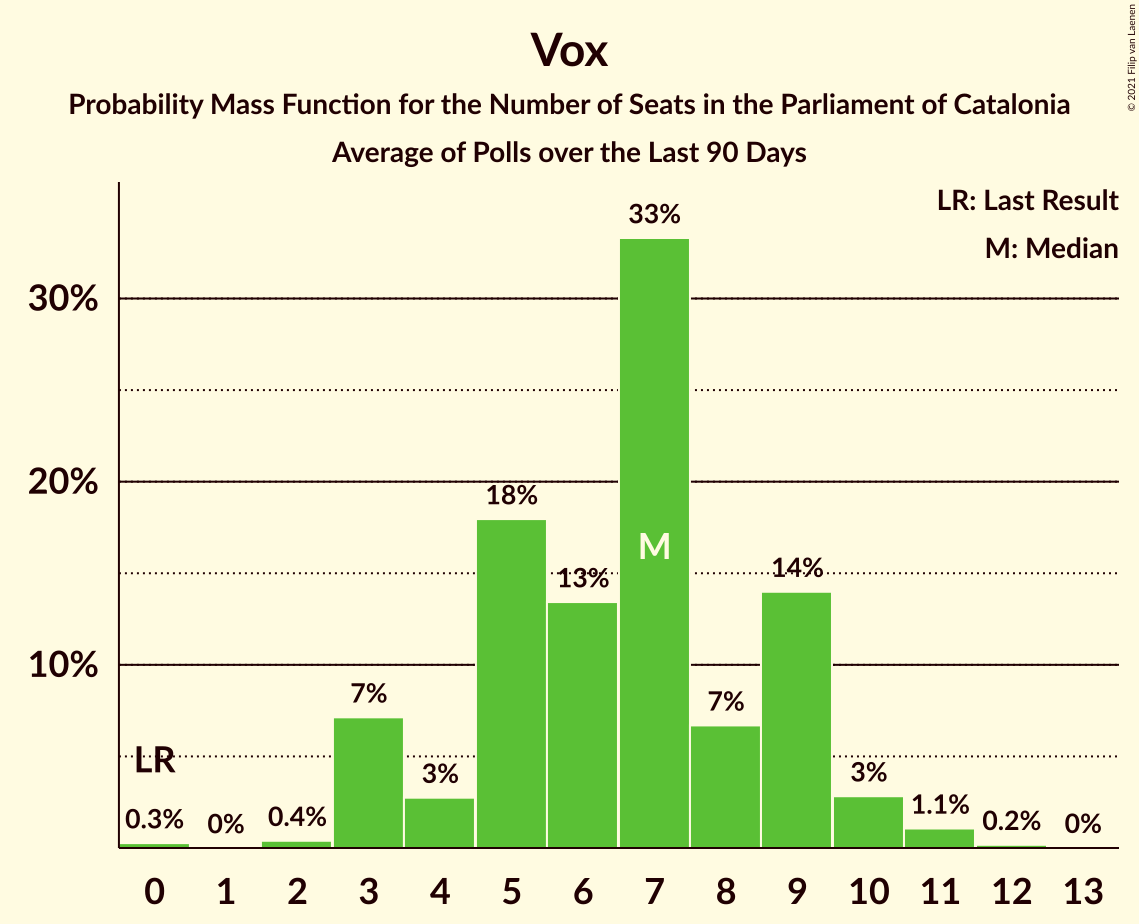 Vox
Probability Mass Function for the Number of Seats in the Parliament of Catalonia
Average of Polls over the Last 90 Days
© 2021 Filip van Laenen
LR: Last Result
M: Median
33%
30%
20%
18%
M
13%
14%
10%
7%
7%
LR
3%
3%
0.3%
0%
0.4%
1.1%
0.2%
0%
0 1 2 3 4 5 6 7 8 9 10 11 12 13